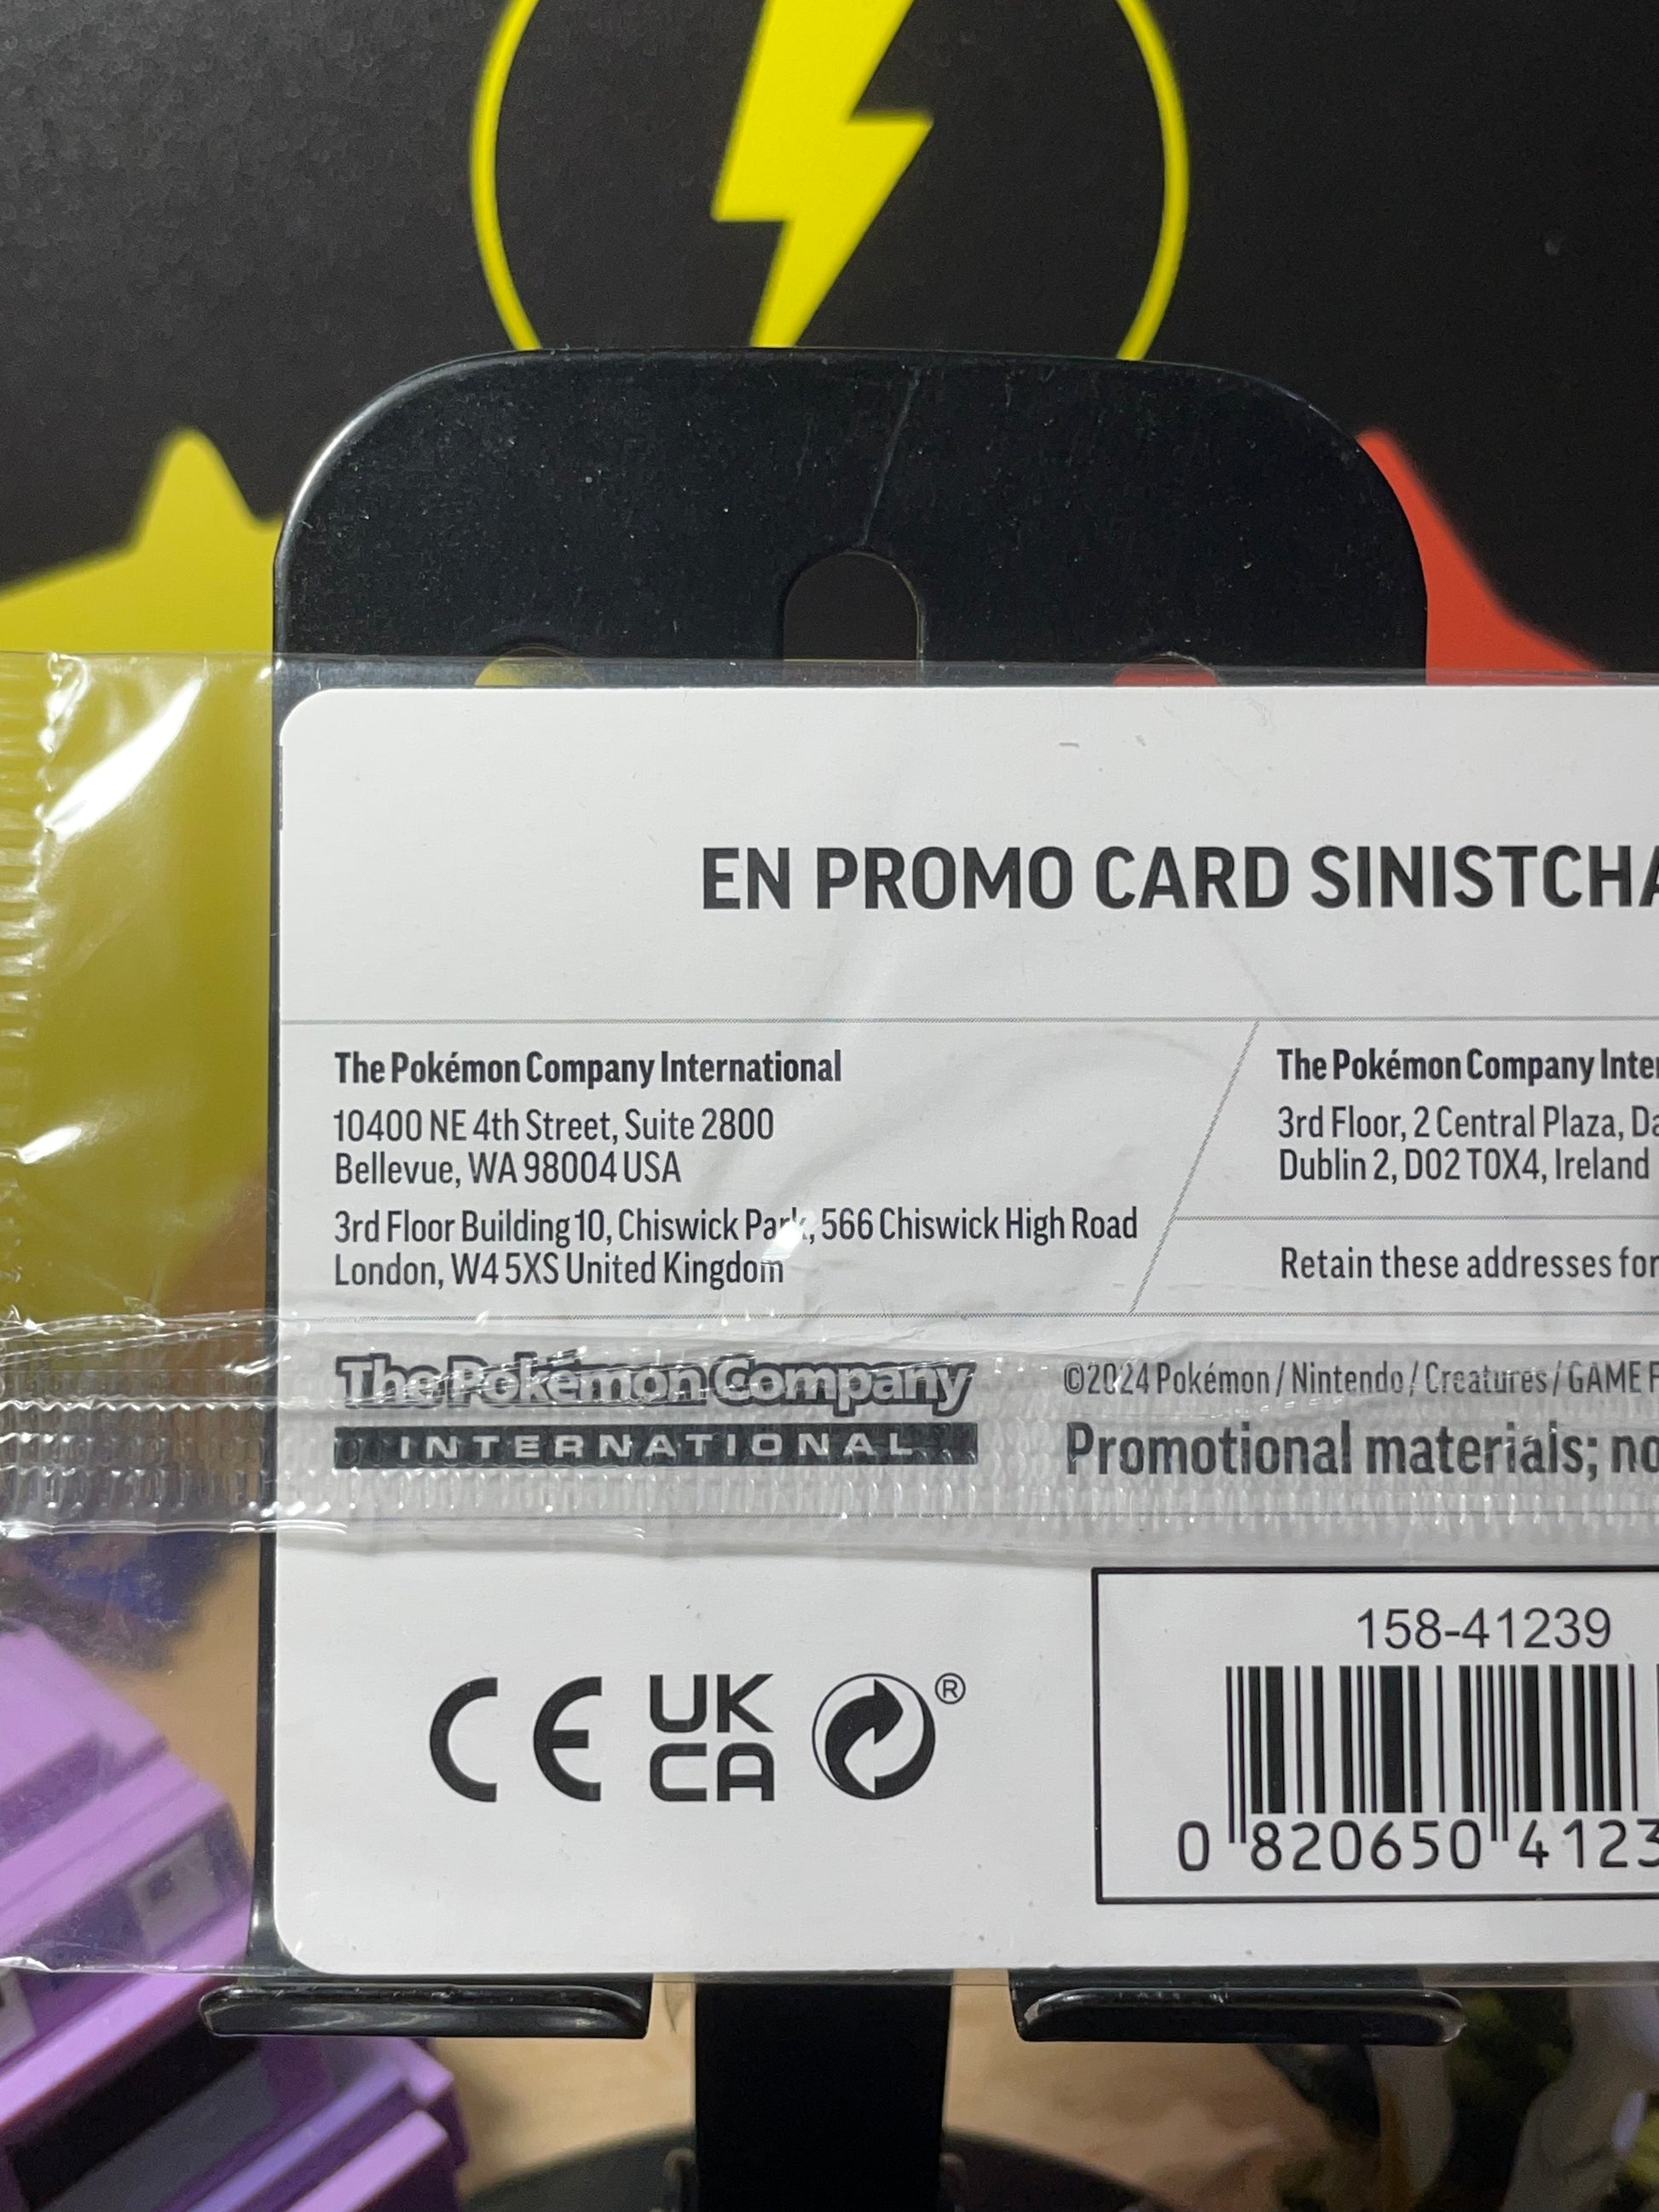 EN PROMO CARD SINISTCHA
The Pokémon Company International
10400 NE 4th Street, Suite 2800
Bellevue, WA 98004 USA
3rd Floor Building 10, Chiswick Park, 566 Chiswick High Road
London, W4 5XS United Kingdom
The Pokémon Company
3rd Floor, 2 Central Plaza,
Dublin 2, D02 T0X4, Ireland
Retain these addresses for
The Pokémon Company
INTERNATIONAL
©2024 Pokémon / Nintendo / Creatures / GAME
Promotional materials;
CE
UK
CA
®
158-41239
0 820650 4123